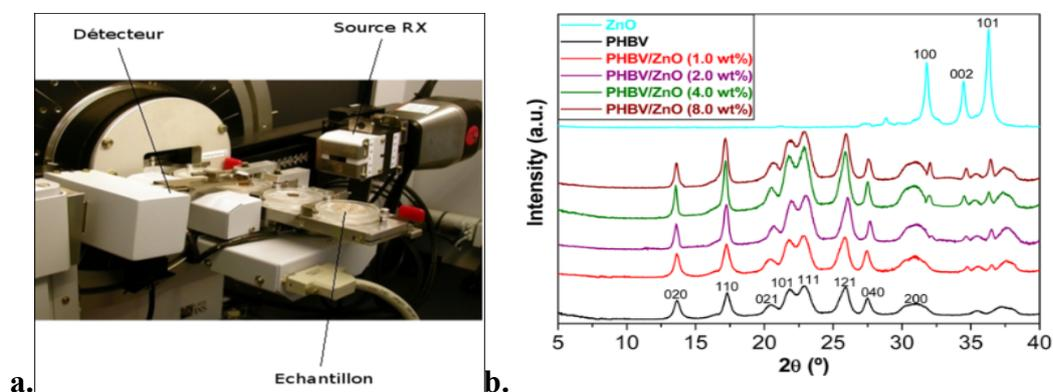 Détecteur
Source RX
Echantillon
a.
b.
ZnO
PHBV
PHBV/ZnO (1.0 wt%)
PHBV/ZnO (2.0 wt%)
PHBV/ZnO (4.0 wt%)
PHBV/ZnO (8.0 wt%)
100
002
101
020
110
021
101
111
121
040
200
Intensity (a.u.)
5 10 15 20 25 30 35 40
2θ (º)